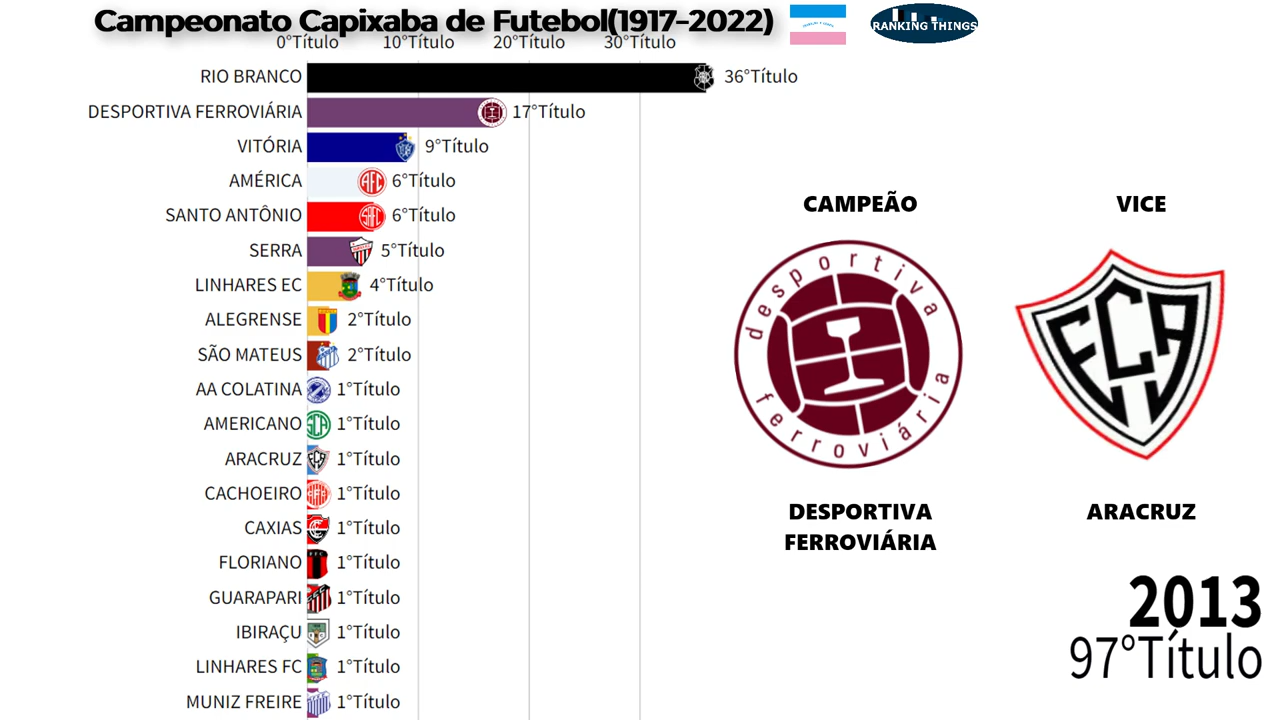 Campeonato Capixaba de Futebol(1917–2022)
RANKING THINGS
0°Título 10°Título 20°Título 30°Título
RIO BRANCO 36°Título
DESPORTIVA FERROVIÁRIA 17°Título
VITÓRIA 9°Título
AMÉRICA AFC 6°Título
SANTO ANTÔNIO SAFC 6°Título
SERRA 5°Título
LINHARES EC 4°Título
ALEGRENSE 2°Título
SÃO MATEUS 2°Título
AA COLATINA 1°Título
AMERICANO SCA 1°Título
ARACRUZ 1°Título
CACHOEIRO 1°Título
CAXIAS 1°Título
FLORIANO 1°Título
GUARAPARI 1°Título
IBIRAÇU 1°Título
LINHARES FC 1°Título
MUNIZ FREIRE 1°Título
CAMPEÃO VICE
desportiva
ferroviária
ECA
DESPORTIVA
FERROVIÁRIA
ARACRUZ
2013
97°Título